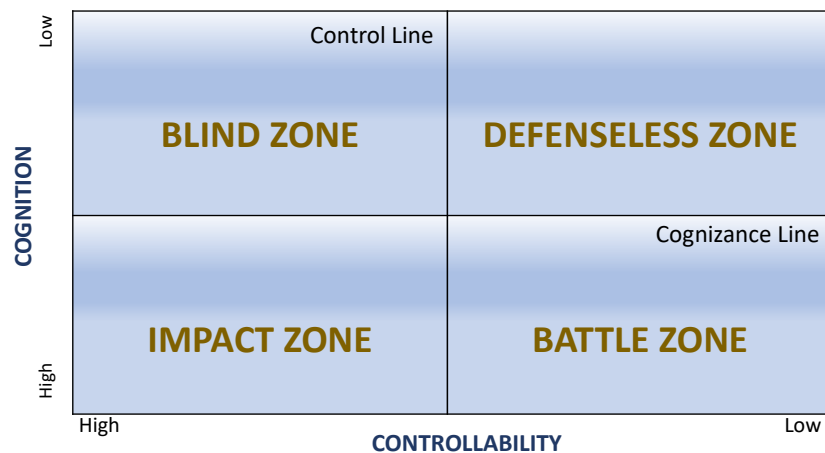 Low
Control Line
BLIND ZONE
DEFENSELESS ZONE
COGNITION
Cognizance Line
IMPACT ZONE
BATTLE ZONE
High
High
Low
CONTROLLABILITY